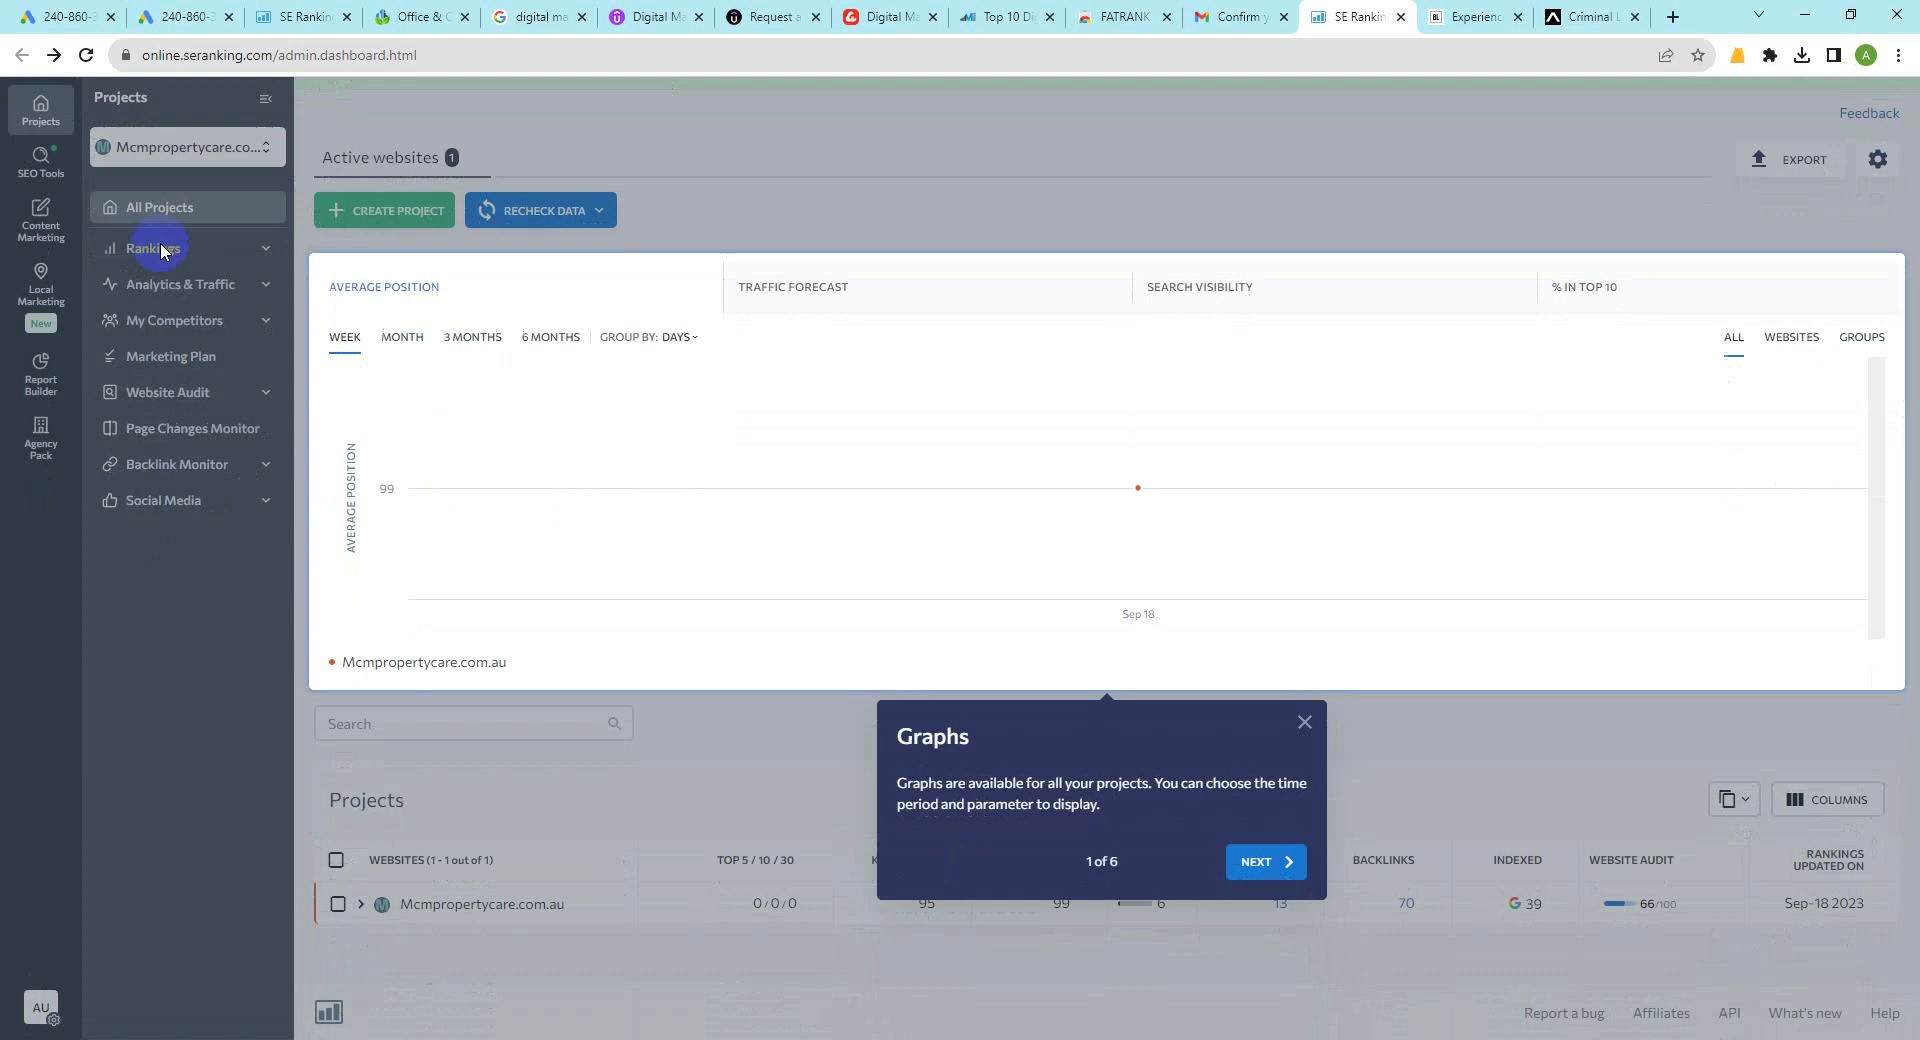 240-860-3
240-860-3
SE Rankin
Office & C
digital ma
Digital Ma
Request a
Digital Ma
Top 10 Di
FATRANK
Confirm y
SE Rankin
Experienc
Criminal L
online.seranking.com/admin.dashboard.html
A
Projects
SEO Tools
Content Marketing
Local Marketing
New
Report Builder
Agency Pack
AU
Projects
Mcmpropertycare.co...
All Projects
Rankings
Analytics & Traffic
My Competitors
Marketing Plan
Website Audit
Page Changes Monitor
Backlink Monitor
Social Media
Feedback
Active websites 1
EXPORT
CREATE PROJECT
RECHECK DATA
AVERAGE POSITION
TRAFFIC FORECAST
SEARCH VISIBILITY
% IN TOP 10
WEEK MONTH 3 MONTHS 6 MONTHS GROUP BY: DAYS
ALL WEBSITES GROUPS
AVERAGE POSITION
99
Sep 18
Mcmpropertycare.com.au
Search
Graphs
Graphs are available for all your projects. You can choose the time
period and parameter to display.
1 of 6
NEXT
Projects
COLUMNS
WEBSITES (1 - 1 out of 1)
TOP 5 / 10 / 30
K
BACKLINKS
INDEXED
WEBSITE AUDIT
RANKINGS
UPDATED ON
Mcmpropertycare.com.au
0 / 0 / 0
95
99
6
13
70
39
66/100
Sep-18 2023
Report a bug
Affiliates
API
What's new
Help